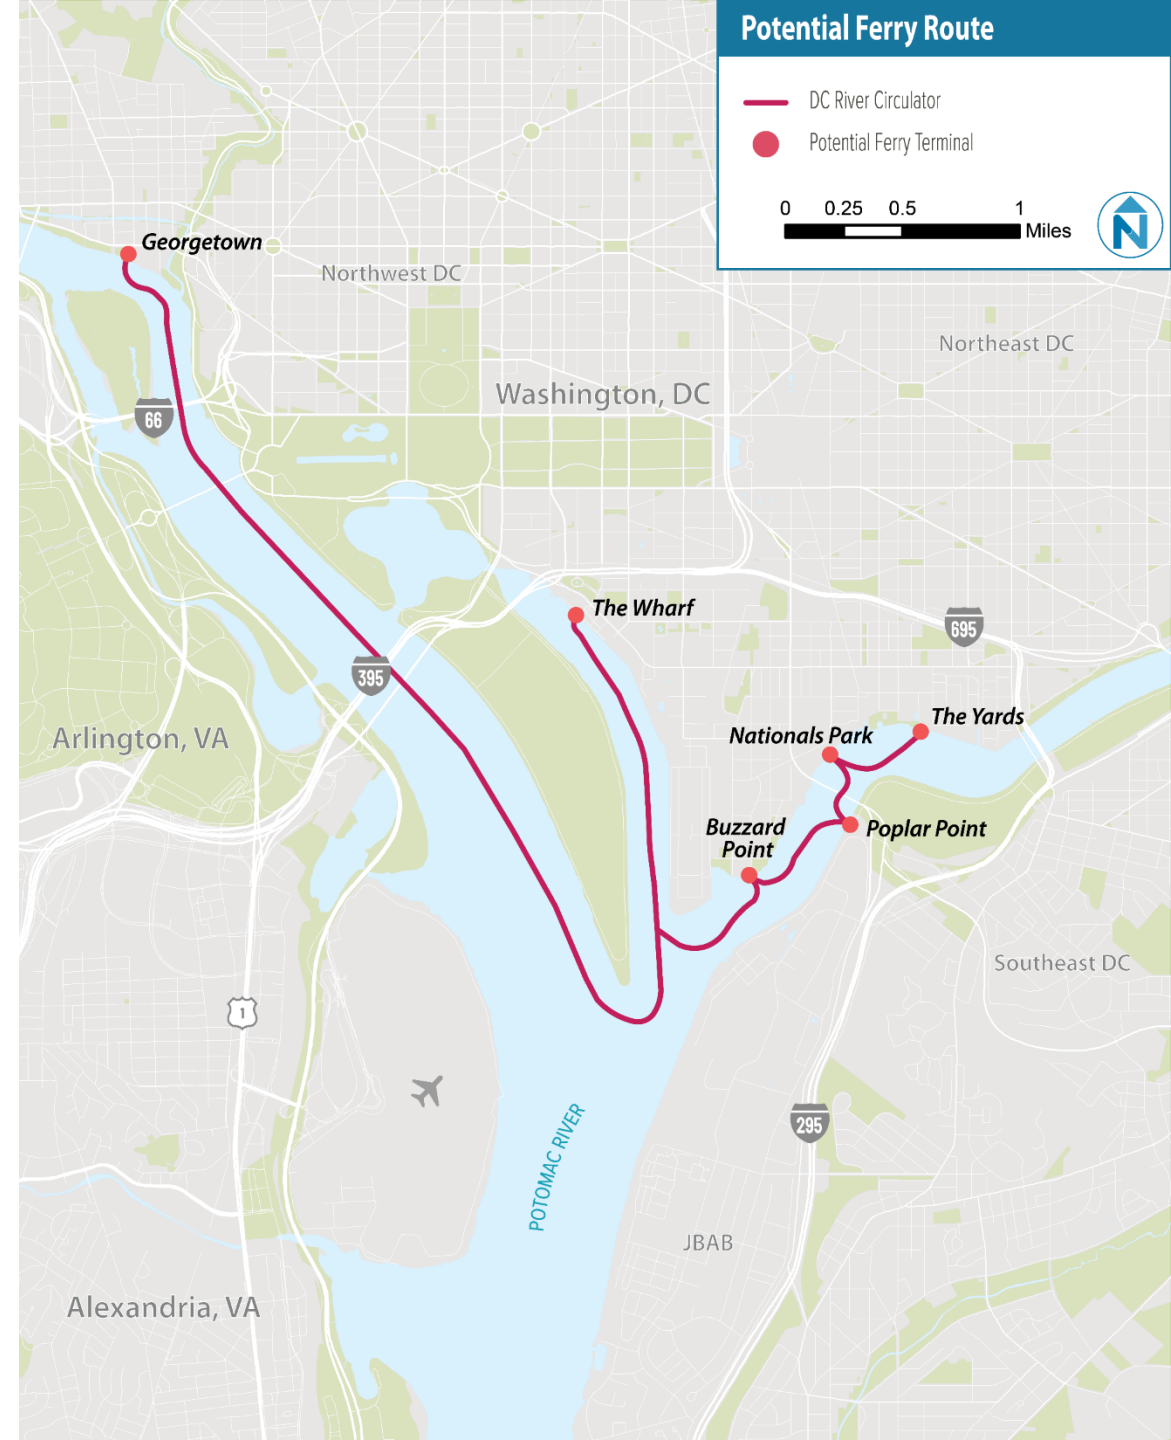 Potential Ferry Route
DC River Circulator
Potential Ferry Terminal
0 0.25 0.5 1
Miles
N
Georgetown
Northwest DC
Northeast DC
Washington, DC
66
The Wharf
695
395
Arlington, VA
The Yards
Nationals Park
Buzzard
Point
Poplar Point
Southeast DC
1
295
POTOMAC RIVER
JBAB
Alexandria, VA